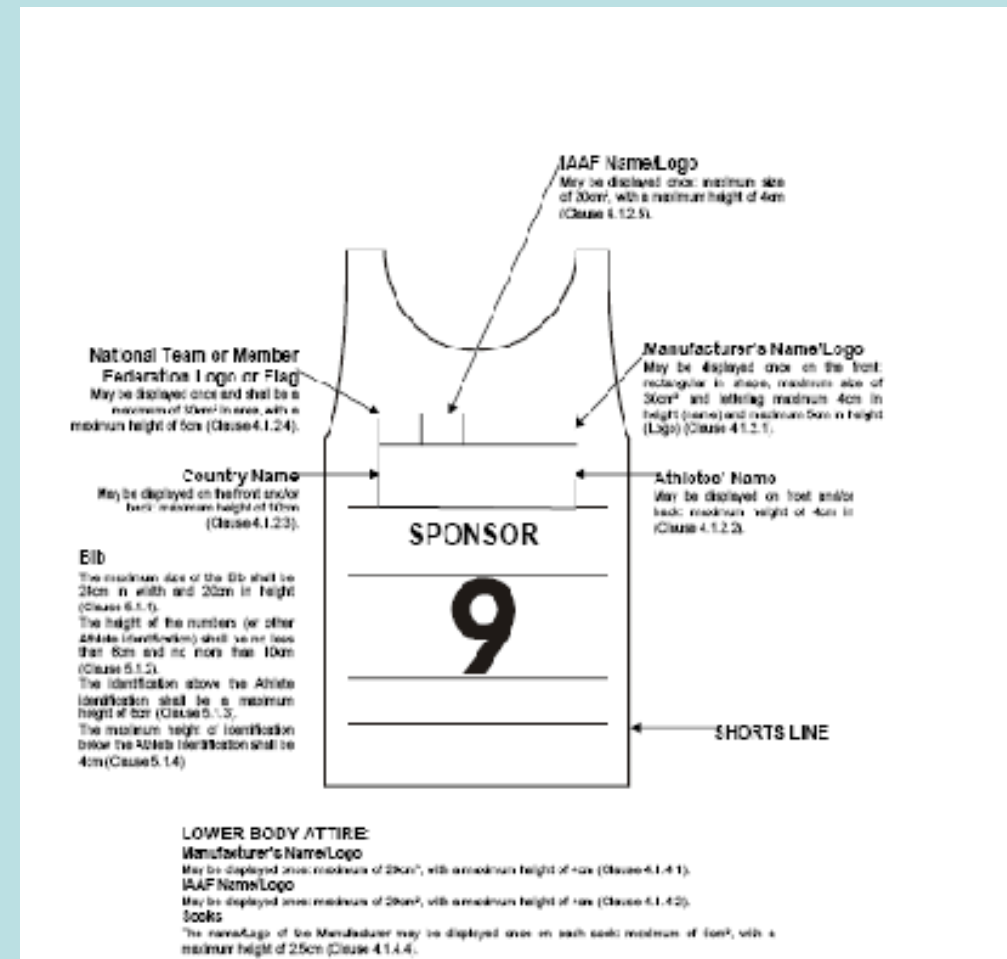 IAAF Name/Logo
May be displayed once: maximum size
of 20cm², with a maximum height of 4cm
(Clause 4.1.2.5).
National Team or Member
Federation Logo or Flag
May be displayed once and shall be a
maximum of 30cm² in area, with a
maximum height of 5cm (Clause 4.1.2.4).
Manufacturer's Name/Logo
May be displayed once on the front:
rectangular in shape, maximum size of
30cm² and lettering maximum 4cm in
height (name) and maximum 5cm in height
(Logo) (Clause 4.1.2.1).
Country Name
May be displayed on the front and/or
back: maximum height of 10cm
(Clause 4.1.2.3).
Athletes' Name
May be displayed on front and/or
back: maximum height of 4cm in
(Clause 4.1.2.2).
SPONSOR
9
Bib
The maximum size of the Bib shall be
24cm in width and 20cm in height
(Clause 5.1.1).
The height of the numbers (or other
Athlete Identification) shall be no less
than 6cm and no more than 10cm
(Clause 5.1.2).
The identification above the Athlete
Identification shall be a maximum
height of 6cm (Clause 5.1.3).
The maximum height of identification
below the Athlete Identification shall be
4cm (Clause 5.1.4)
SHORTS LINE
LOWER BODY ATTIRE:
Manufacturer's Name/Logo
May be displayed once: maximum of 20cm², with a maximum height of 4cm (Clause 4.1.4.1).
IAAF Name/Logo
May be displayed once: maximum of 20cm², with a maximum height of 4cm (Clause 4.1.4.2).
Socks
The name/Logo of the Manufacturer may be displayed once on each sock: maximum of 6cm², with a
maximum height of 2.5cm (Clause 4.1.4.4).